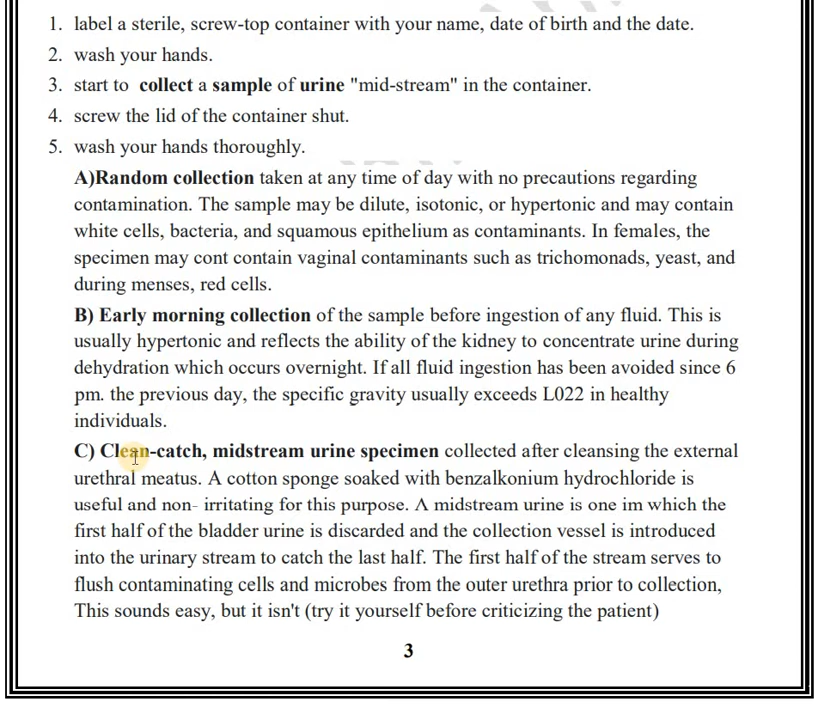 1. label a sterile, screw-top container with your name, date of birth and the date.
2. wash your hands.
3. start to collect a sample of urine "mid-stream" in the container.
4. screw the lid of the container shut.
5. wash your hands thoroughly.
A)Random collection taken at any time of day with no precautions regarding
contamination. The sample may be dilute, isotonic, or hypertonic and may contain
white cells, bacteria, and squamous epithelium as contaminants. In females, the
specimen may cont contain vaginal contaminants such as trichomonads, yeast, and
during menses, red cells.
B) Early morning collection of the sample before ingestion of any fluid. This is
usually hypertonic and reflects the ability of the kidney to concentrate urine during
dehydration which occurs overnight. If all fluid ingestion has been avoided since 6
pm. the previous day, the specific gravity usually exceeds L022 in healthy
individuals.
C) Clean-catch, midstream urine specimen collected after cleansing the external
urethral meatus. A cotton sponge soaked with benzalkonium hydrochloride is
useful and non- irritating for this purpose. Λ midstream urine is one im which the
first half of the bladder urine is discarded and the collection vessel is introduced
into the urinary stream to catch the last half. The first half of the stream serves to
flush contaminating cells and microbes from the outer urethra prior to collection,
This sounds easy, but it isn't (try it yourself before criticizing the patient)
3